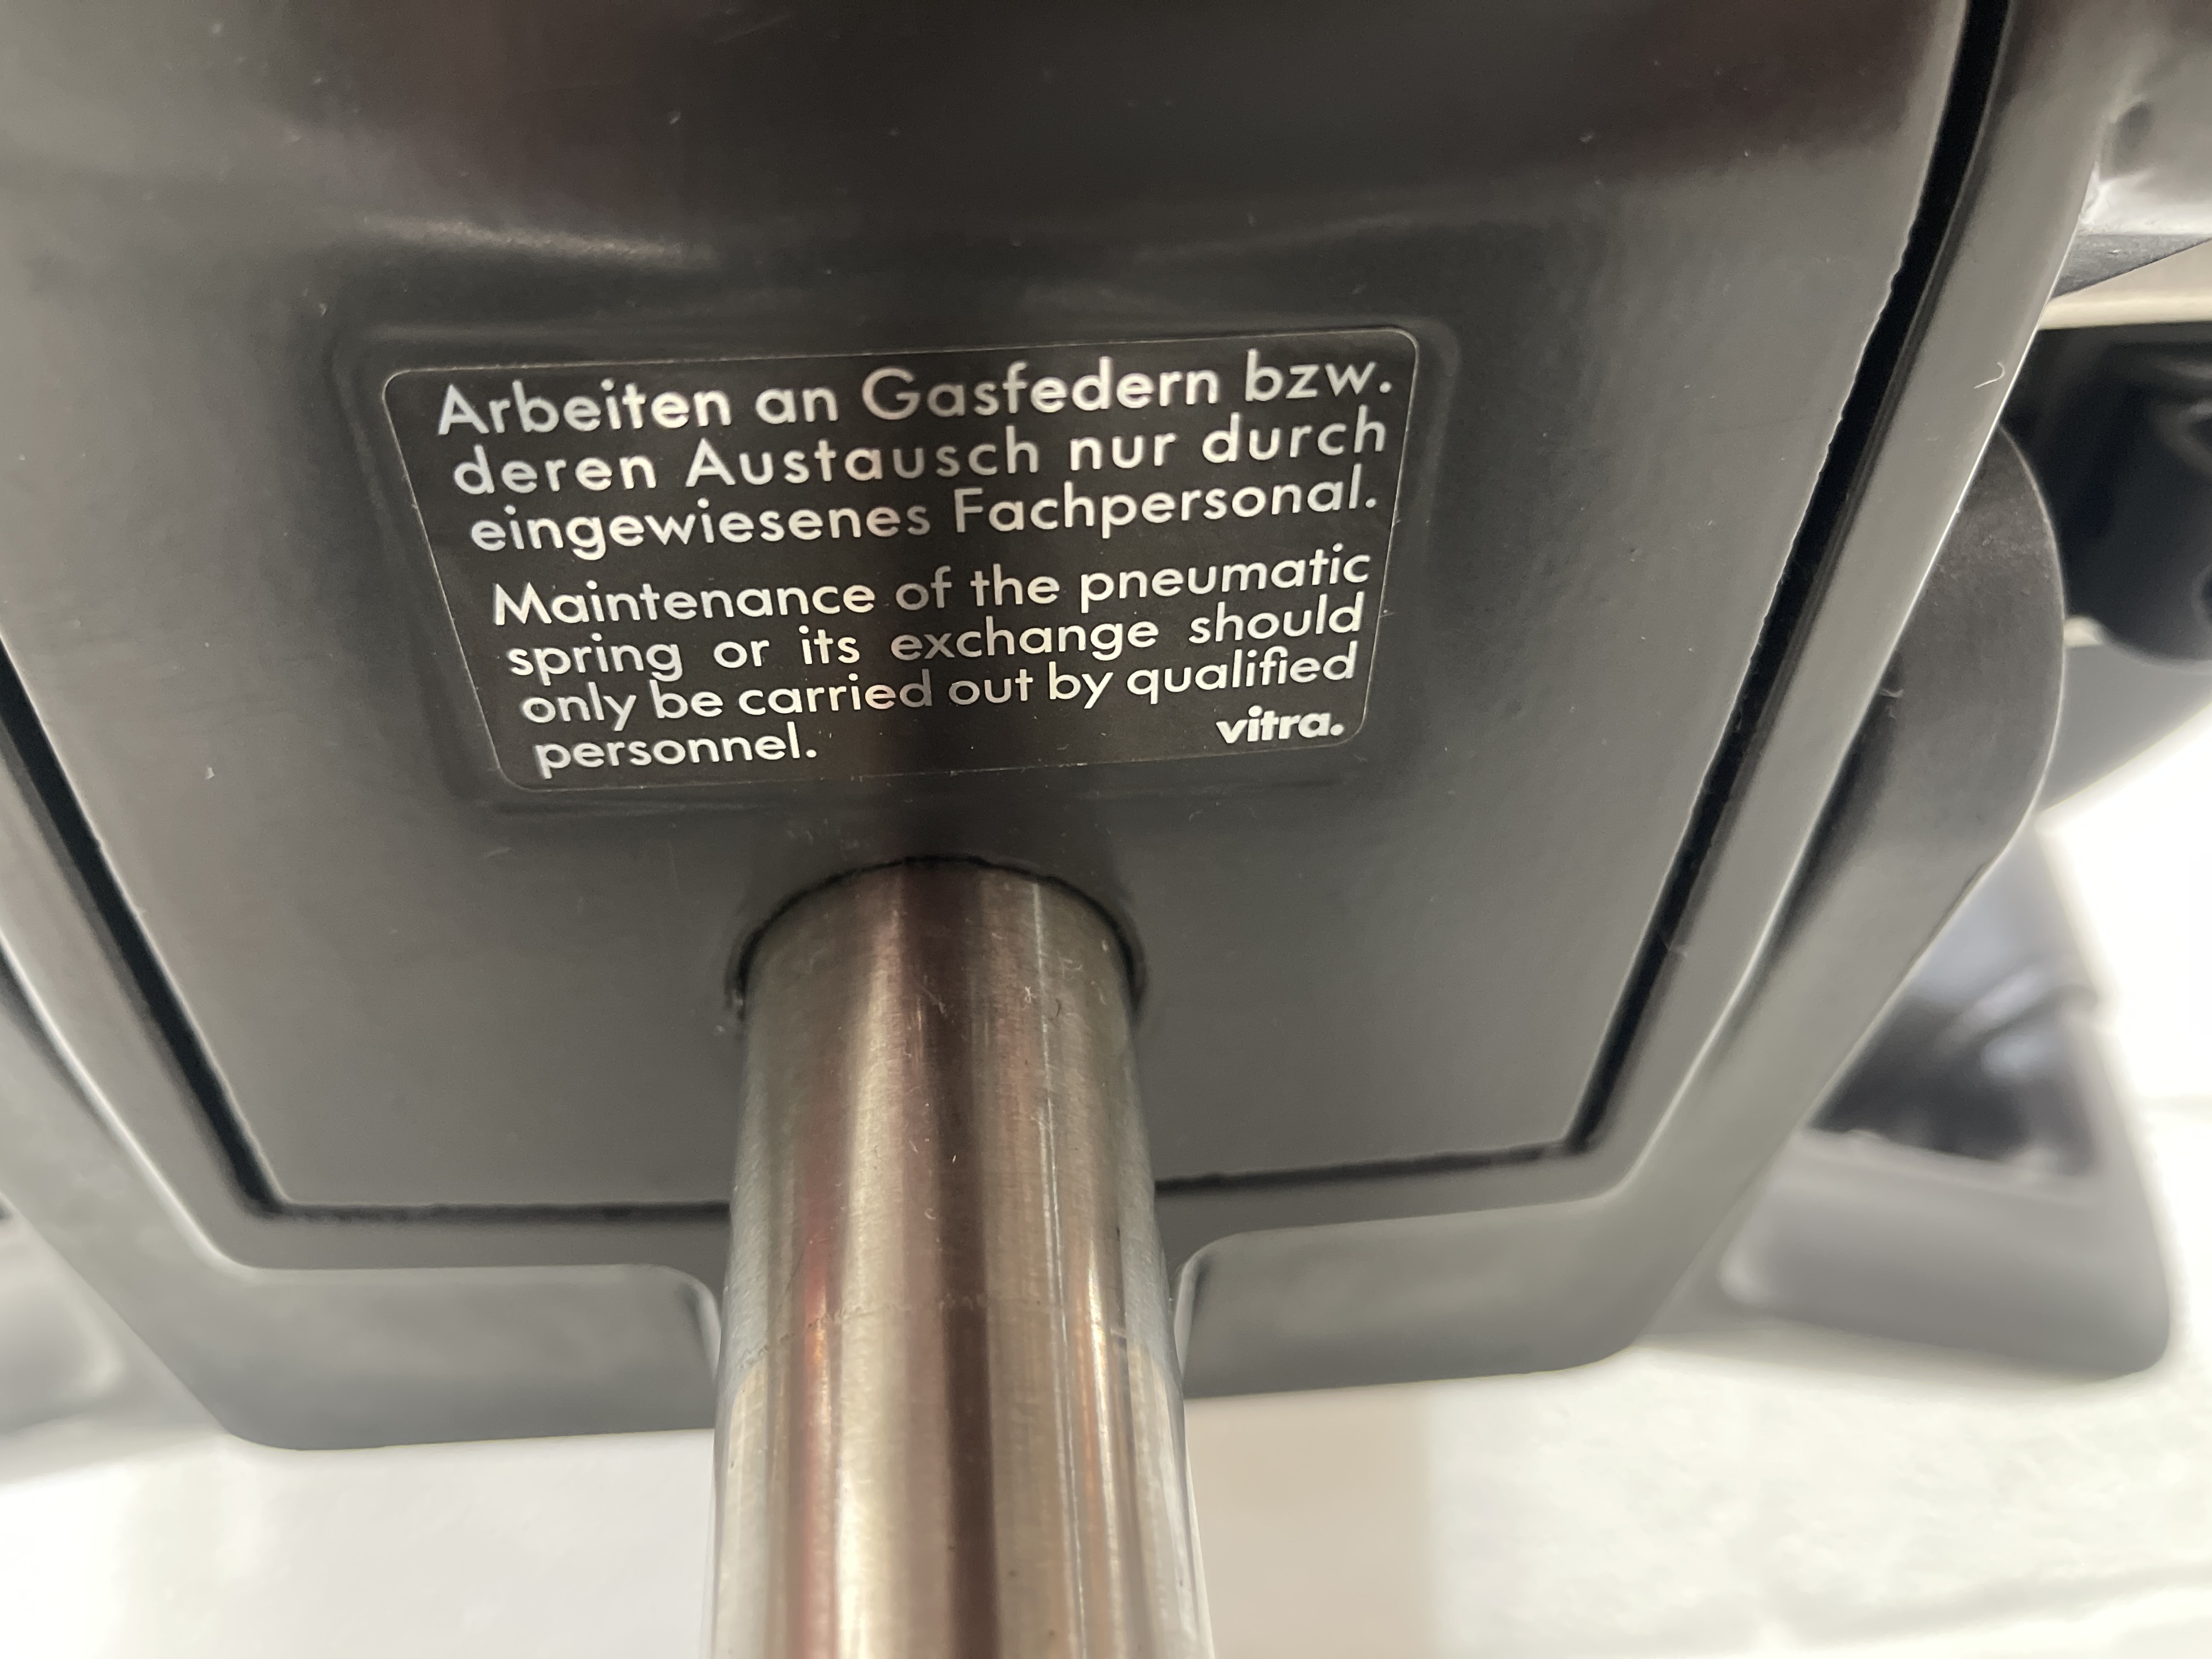 Arbeiten an Gasfedern bzw.
deren Austausch nur durch
eingewiesenes Fachpersonal.
Maintenance of the pneumatic
spring or its exchange should
only be carried out by qualified
personnel. vitra.